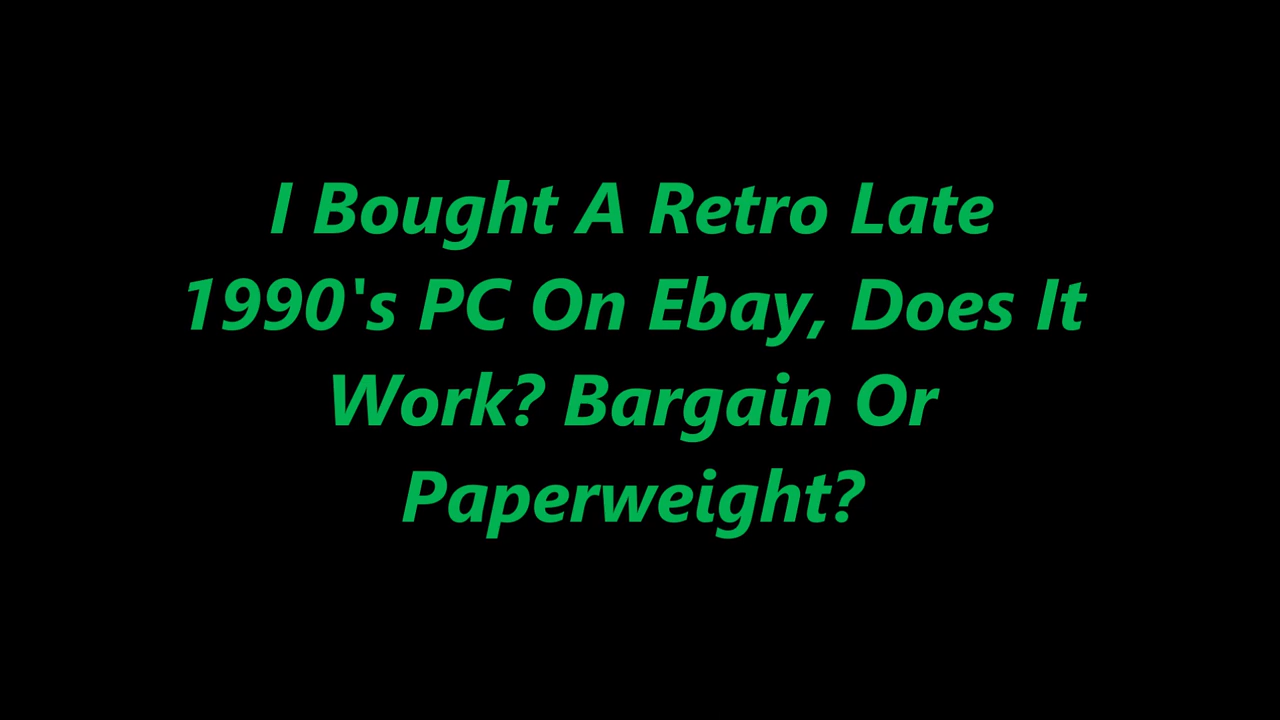 I Bought A Retro Late
1990's PC On Ebay, Does It
Work? Bargain Or
Paperweight?